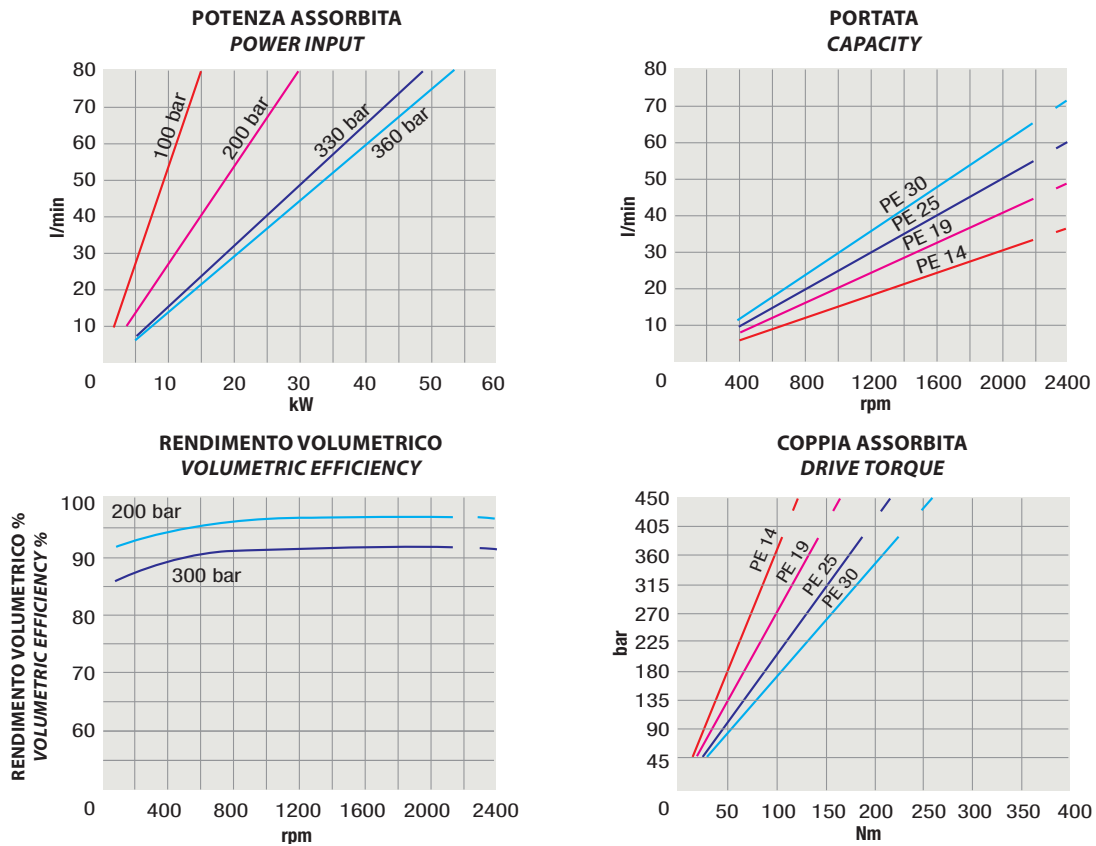 POTENZA ASSORBITA
POWER INPUT
80
70
60
50
40
30
20
10
0
l/min
100 bar
200 bar
330 bar
360 bar
10 20 30 40 50 60
kW
PORTATA
CAPACITY
80
70
60
50
40
30
20
10
0
l/min
PE 30
PE 25
PE 19
PE 14
400 800 1200 1600 2000 2400
rpm
RENDIMENTO VOLUMETRICO
VOLUMETRIC EFFICIENCY
RENDIMENTO VOLUMETRICO %
VOLUMETRIC EFFICIENCY %
100
90
80
70
60
0
200 bar
300 bar
400 800 1200 1600 2000 2400
rpm
COPPIA ASSORBITA
DRIVE TORQUE
450
405
360
315
270
225
180
135
90
45
0
bar
PE 14
PE 19
PE 25
PE 30
50 100 150 200 250 300 350 400
Nm